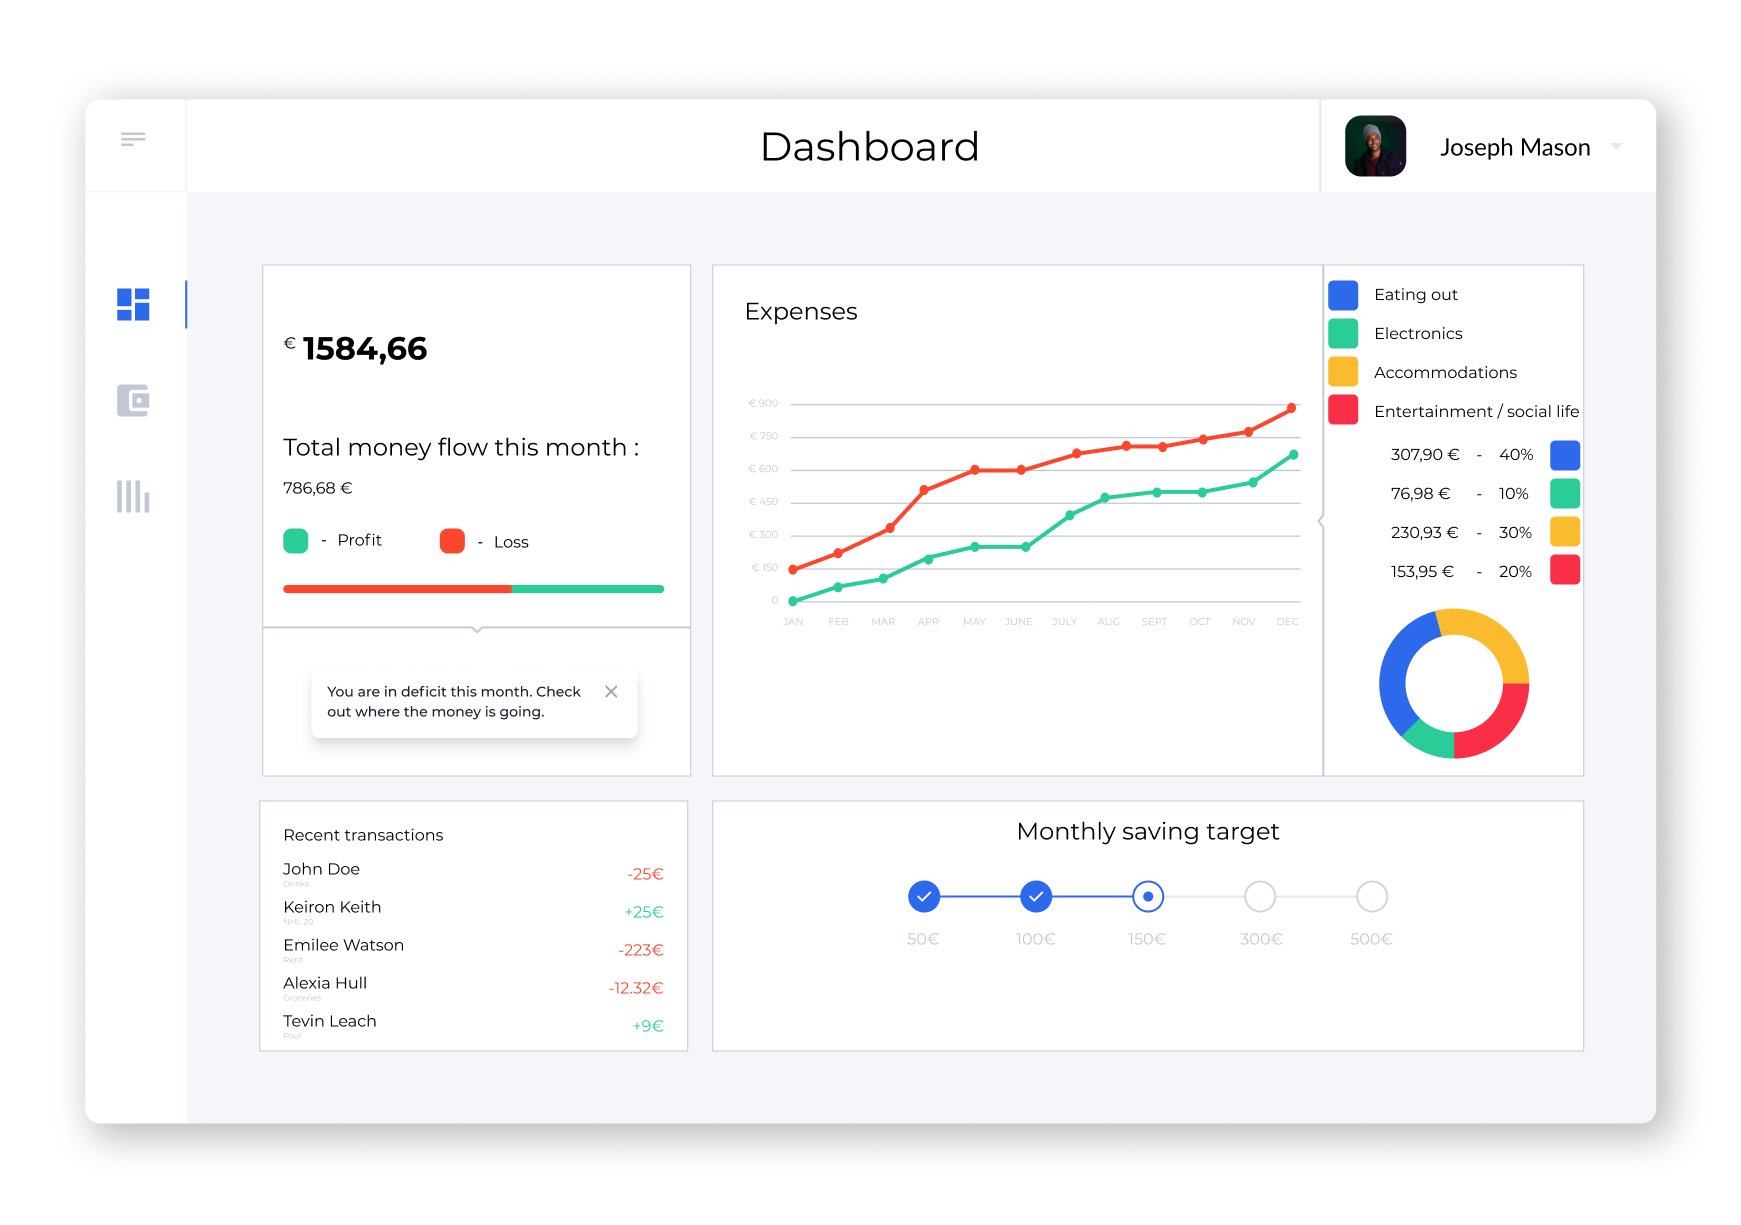 Dashboard
Joseph Mason
€ 1584,66
Total money flow this month :
786,68 €
- Profit
- Loss
You are in deficit this month. Check
out where the money is going.
Expenses
€ 900
€ 750
€ 600
€ 450
€ 300
€ 150
0
JAN FEB MAR APR MAY JUNE JULY AUG SEPT OCT NOV DEC
Eating out
Electronics
Accommodations
Entertainment / social life
307,90 € - 40%
76,98 € - 10%
230,93 € - 30%
153,95 € - 20%
Recent transactions
John Doe -25€
Drinks
Keiron Keith +25€
NHL 20
Emilee Watson -223€
Rent
Alexia Hull -12.32€
Groceries
Tevin Leach +9€
Pool
Monthly saving target
50€ 100€ 150€ 300€ 500€